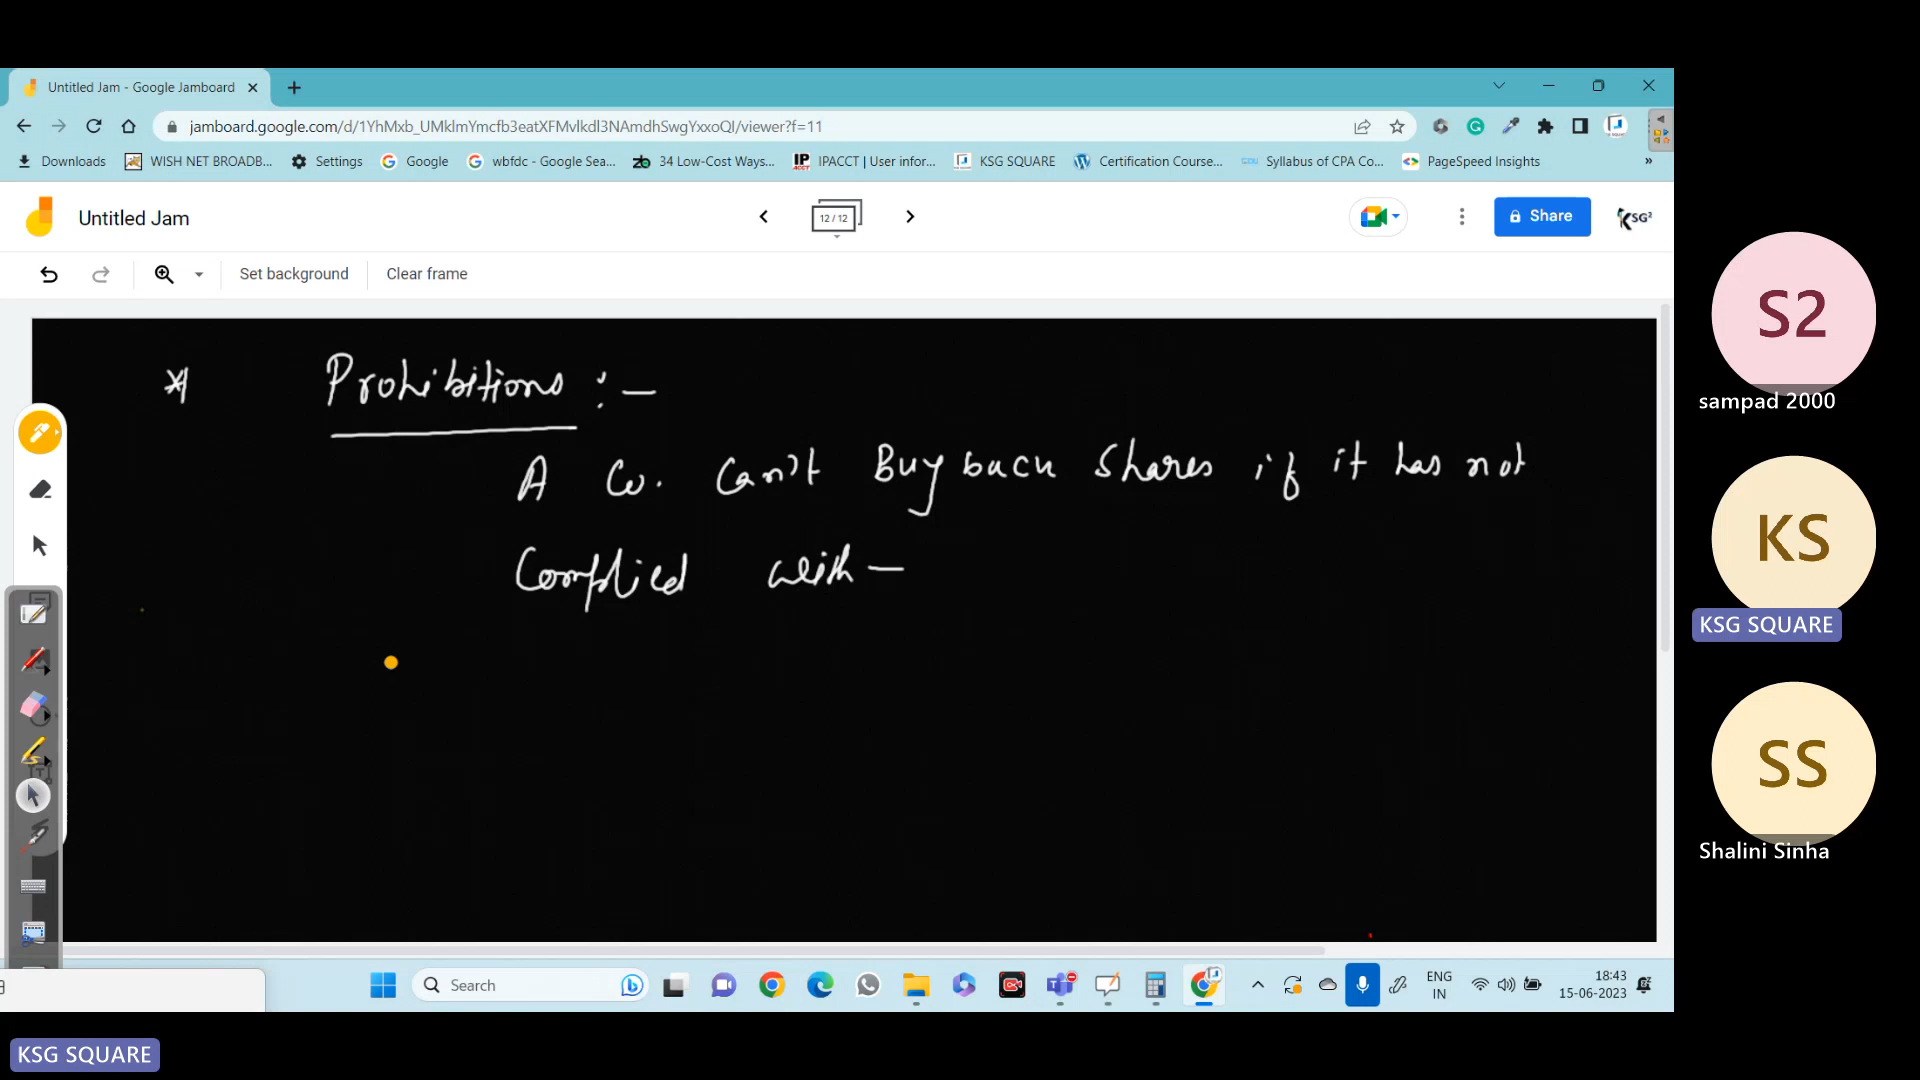 Untitled Jam - Google Jamboard
jamboard.google.com/d/1YhMxb_UMklmYmcfb3eatXFMvlkdl3NAmdhSwgYxxoQI/viewer?f=11
Downloads WISH NET BROADB... Settings Google wbfdc - Google Sea... 34 Low-Cost Ways... IPACCT | User infor... KSG SQUARE Certification Course... Syllabus of CPA Co... PageSpeed Insights »
Untitled Jam
12 / 12
Share
KSG²
Set background Clear frame
* Prohibitions :-
A Co. Can't Buy back Shares if it has not
Complied with -
S2
sampad 2000
KS
KSG SQUARE
SS
Shalini Sinha
Search
ENG
IN
18:43
15-06-2023
KSG SQUARE